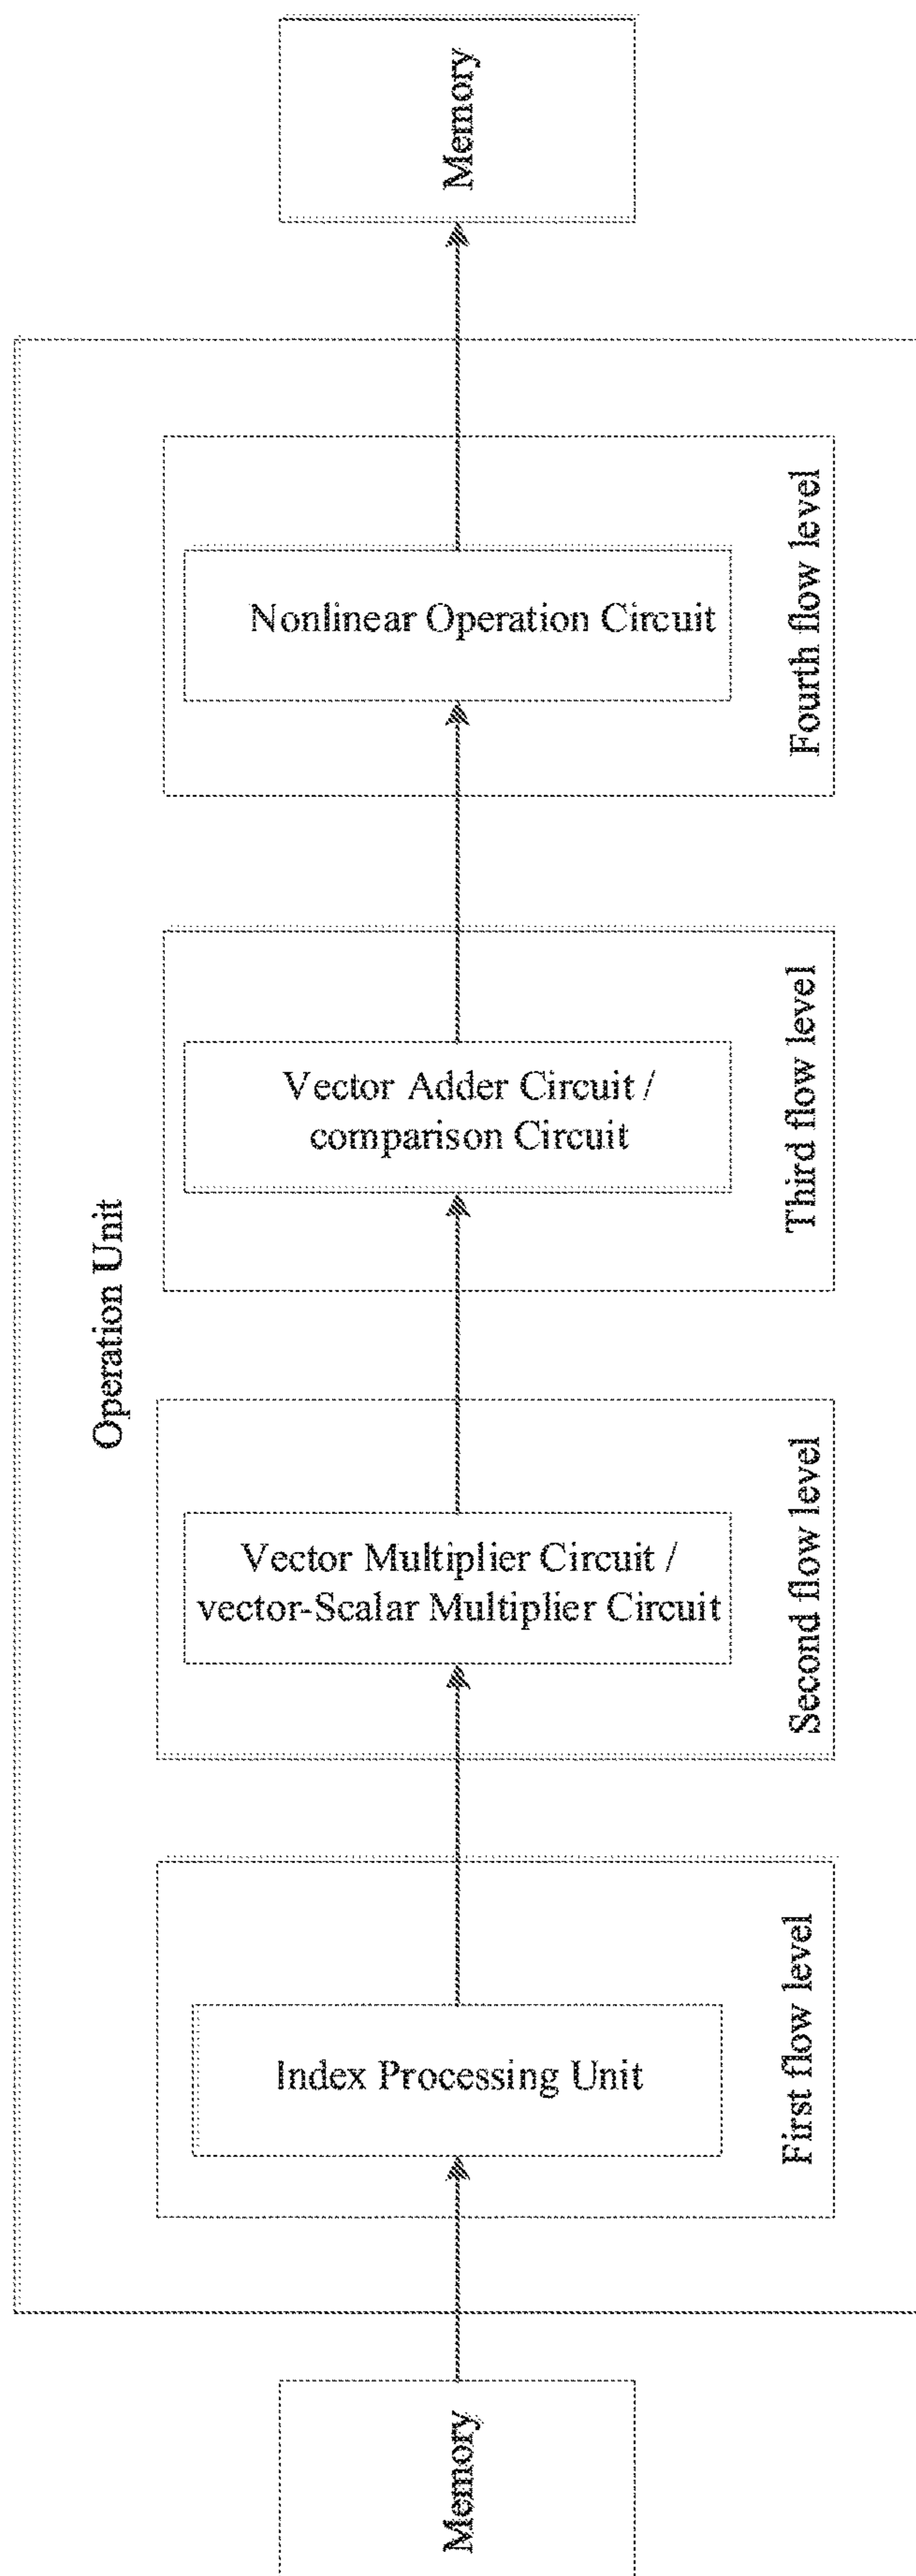 Memory
Operation Unit
Nonlinear Operation Circuit
Fourth flow level
Vector Adder Circuit /
comparison Circuit
Third flow level
Vector Multiplier Circuit /
vector-Scalar Multiplier Circuit
Second flow level
Index Processing Unit
First flow level
Memory